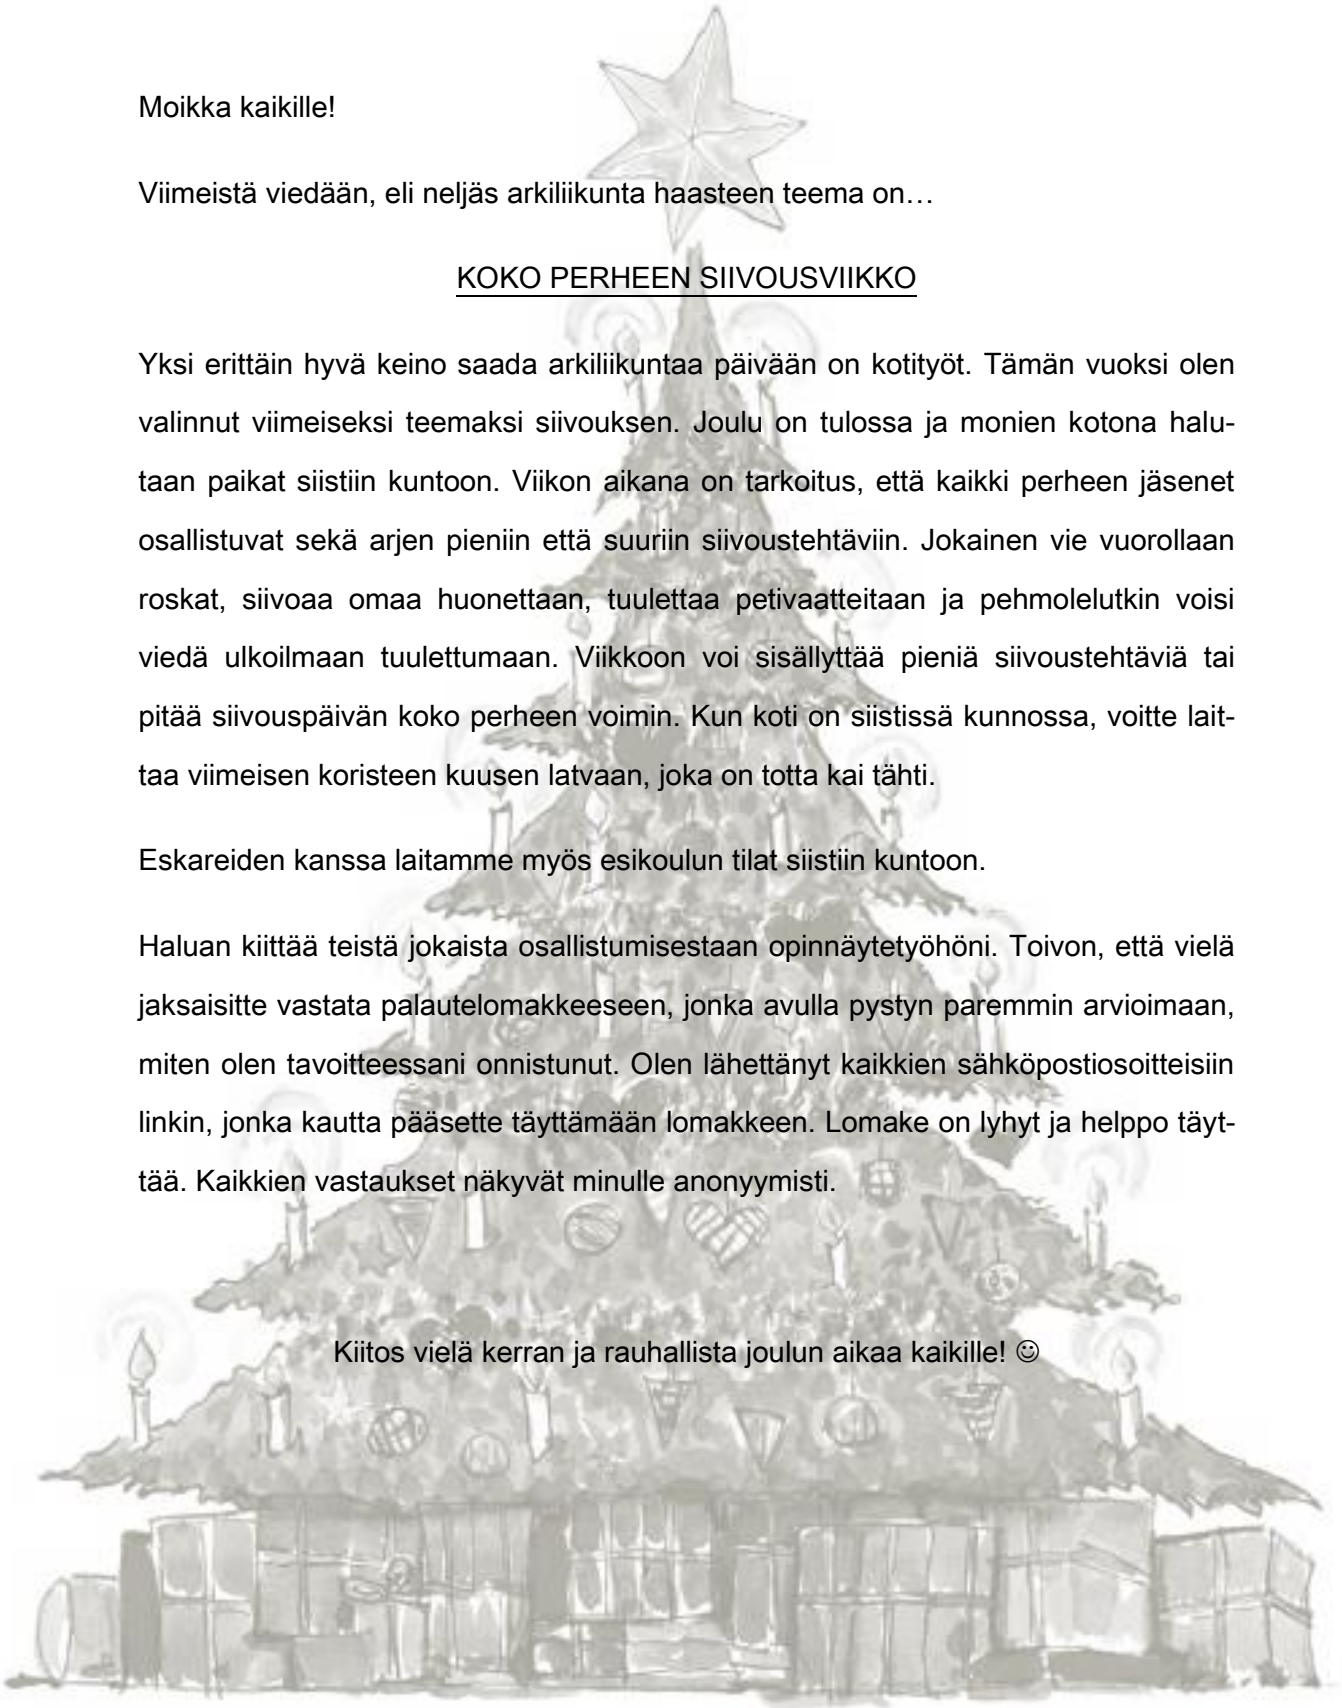 Moikka kaikille!
Viimeistä viedään, eli neljäs arkiliikunta haasteen teema on…
KOKO PERHEEN SIIVOUSVIIKKO
Yksi erittäin hyvä keino saada arkiliikuntaa päivään on kotityöt. Tämän vuoksi olen
valinnut viimeiseksi teemaksi siivouksen. Joulu on tulossa ja monien kotona halu-
taan paikat siistiin kuntoon. Viikon aikana on tarkoitus, että kaikki perheen jäsenet
osallistuvat sekä arjen pieniin että suuriin siivoustehtäviin. Jokainen vie vuorollaan
roskat, siivoaa omaa huonettaan, tuulettaa petivaatteitaan ja pehmolelutkin voisi
viedä ulkoilmaan tuulettumaan. Viikkoon voi sisällyttää pieniä siivoustehtäviä tai
pitää siivouspäivän koko perheen voimin. Kun koti on siistissä kunnossa, voitte lait-
taa viimeisen koristeen kuusen latvaan, joka on totta kai tähti.
Eskareiden kanssa laitamme myös esikoulun tilat siistiin kuntoon.
Haluan kiittää teistä jokaista osallistumisestaan opinnäytetyöhöni. Toivon, että vielä
jaksaisitte vastata palautelomakkeeseen, jonka avulla pystyn paremmin arvioimaan,
miten olen tavoitteessani onnistunut. Olen lähettänyt kaikkien sähköpostiosoitteisiin
linkin, jonka kautta pääsette täyttämään lomakkeen. Lomake on lyhyt ja helppo täyt-
tää. Kaikkien vastaukset näkyvät minulle anonyymisti.
Kiitos vielä kerran ja rauhallista joulun aikaa kaikille! ☺